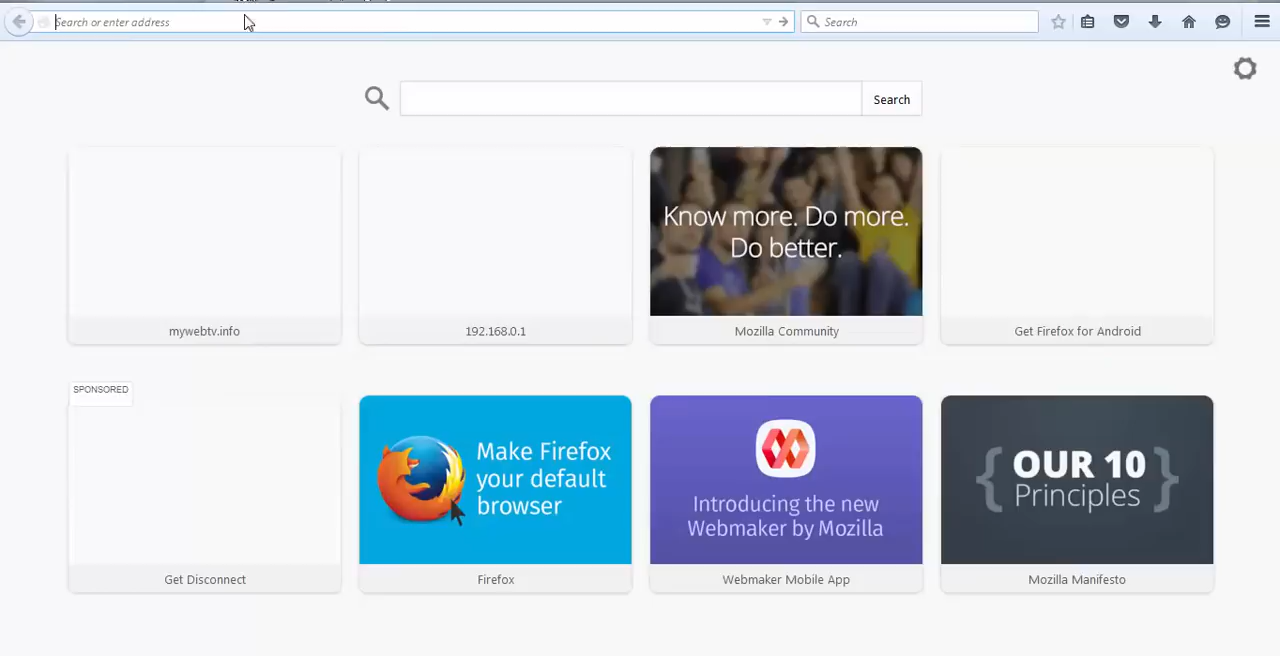 Search or enter address
Search
Search
Know more. Do more.
Do better.
mywebtv.info
192.168.0.1
Mozilla Community
Get Firefox for Android
SPONSORED
Make Firefox
your default
browser
Introducing the new
Webmaker by Mozilla
{ OUR 10
Principles }
Get Disconnect
Firefox
Webmaker Mobile App
Mozilla Manifesto